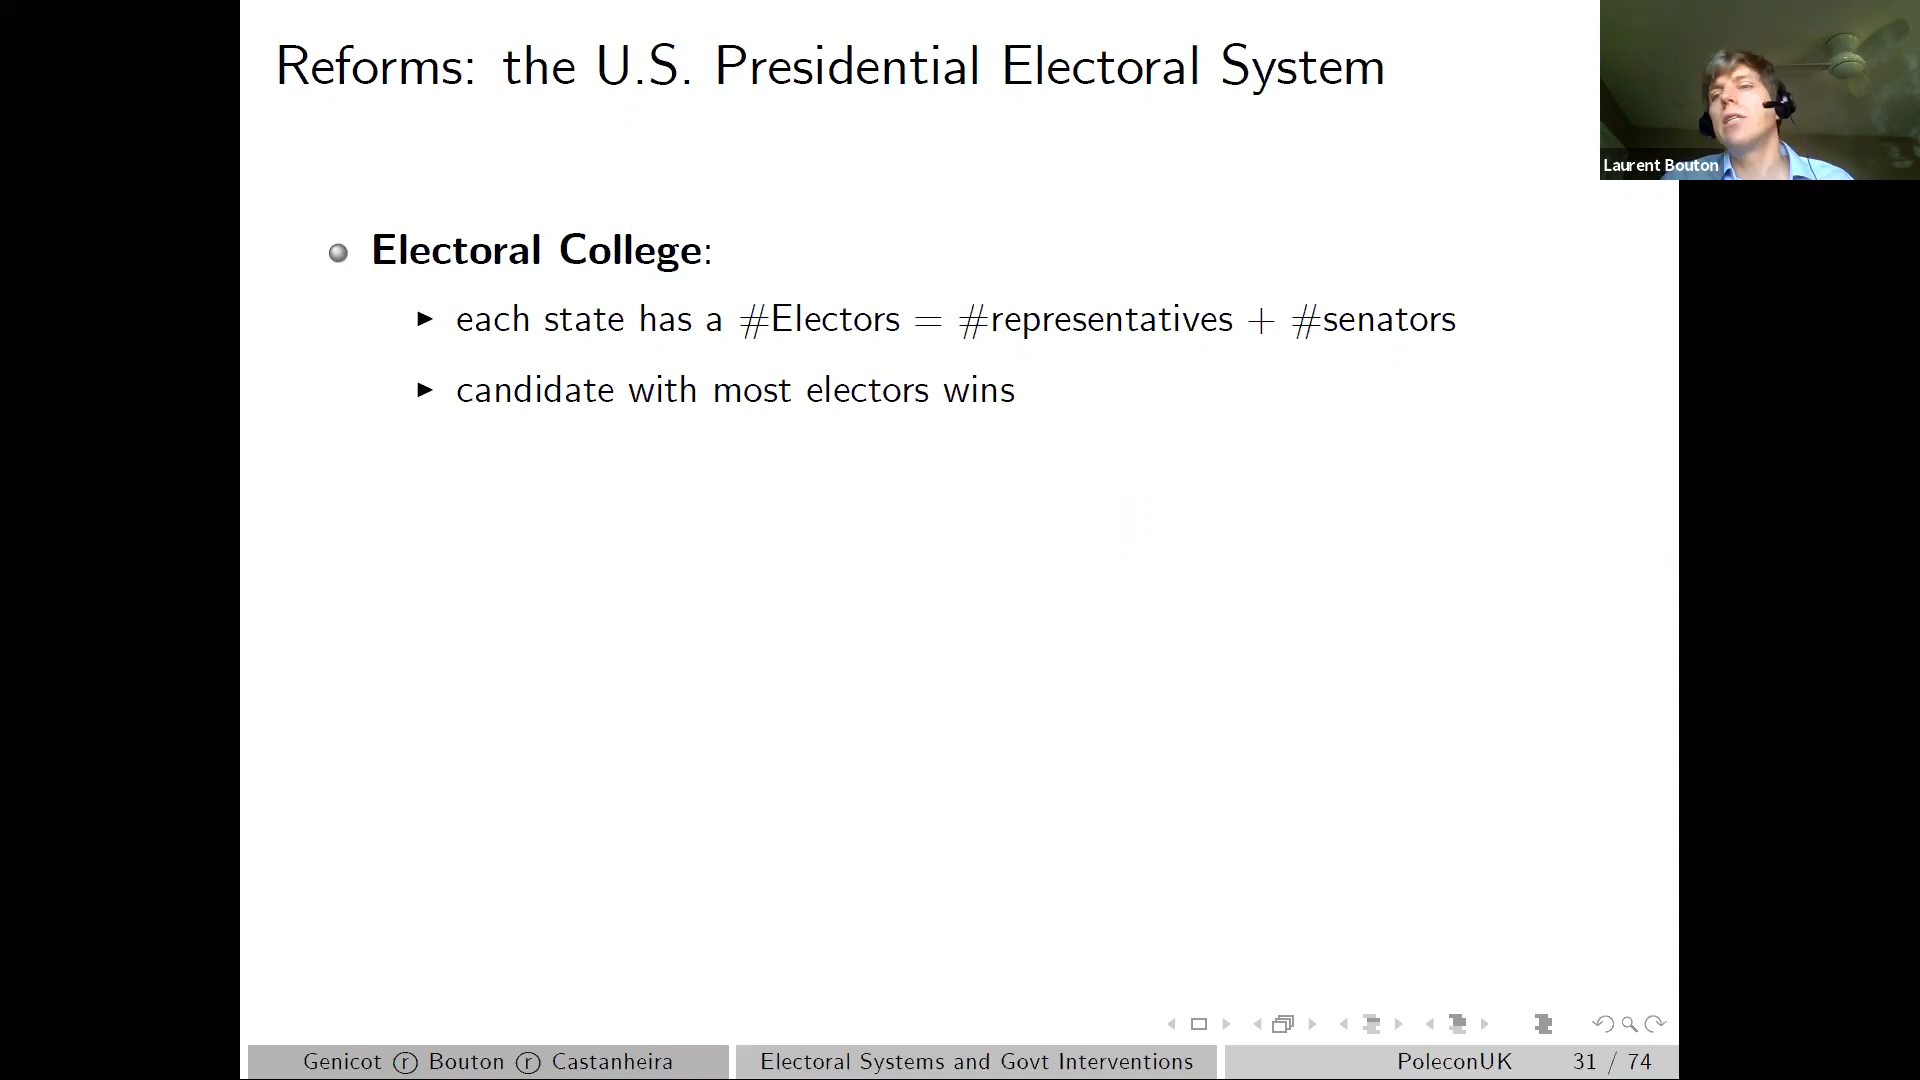 Reforms: the U.S. Presidential Electoral System
Laurent Bouton
Electoral College:
each state has a #Electors = #representatives + #senators
candidate with most electors wins
Genicot ⓡ Bouton ⓡ Castanheira
Electoral Systems and Govt Interventions
PoleconUK 31 / 74